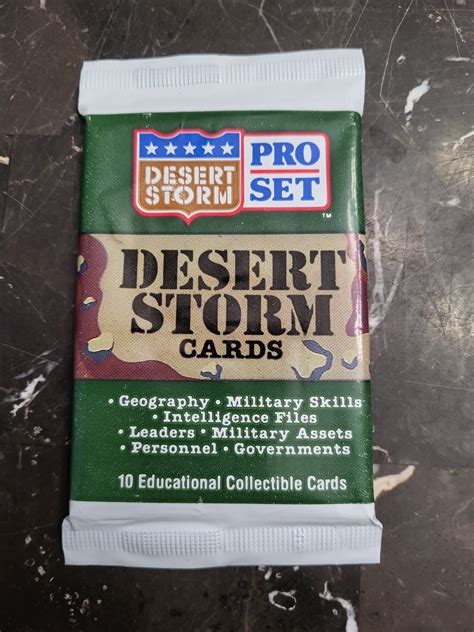 ★★★★★
DESERT
STORM
PRO
SET
™
DESERT
STORM
CARDS
• Geography • Military Skills
• Intelligence Files
• Leaders • Military Assets
• Personnel • Governments
10 Educational Collectible Cards